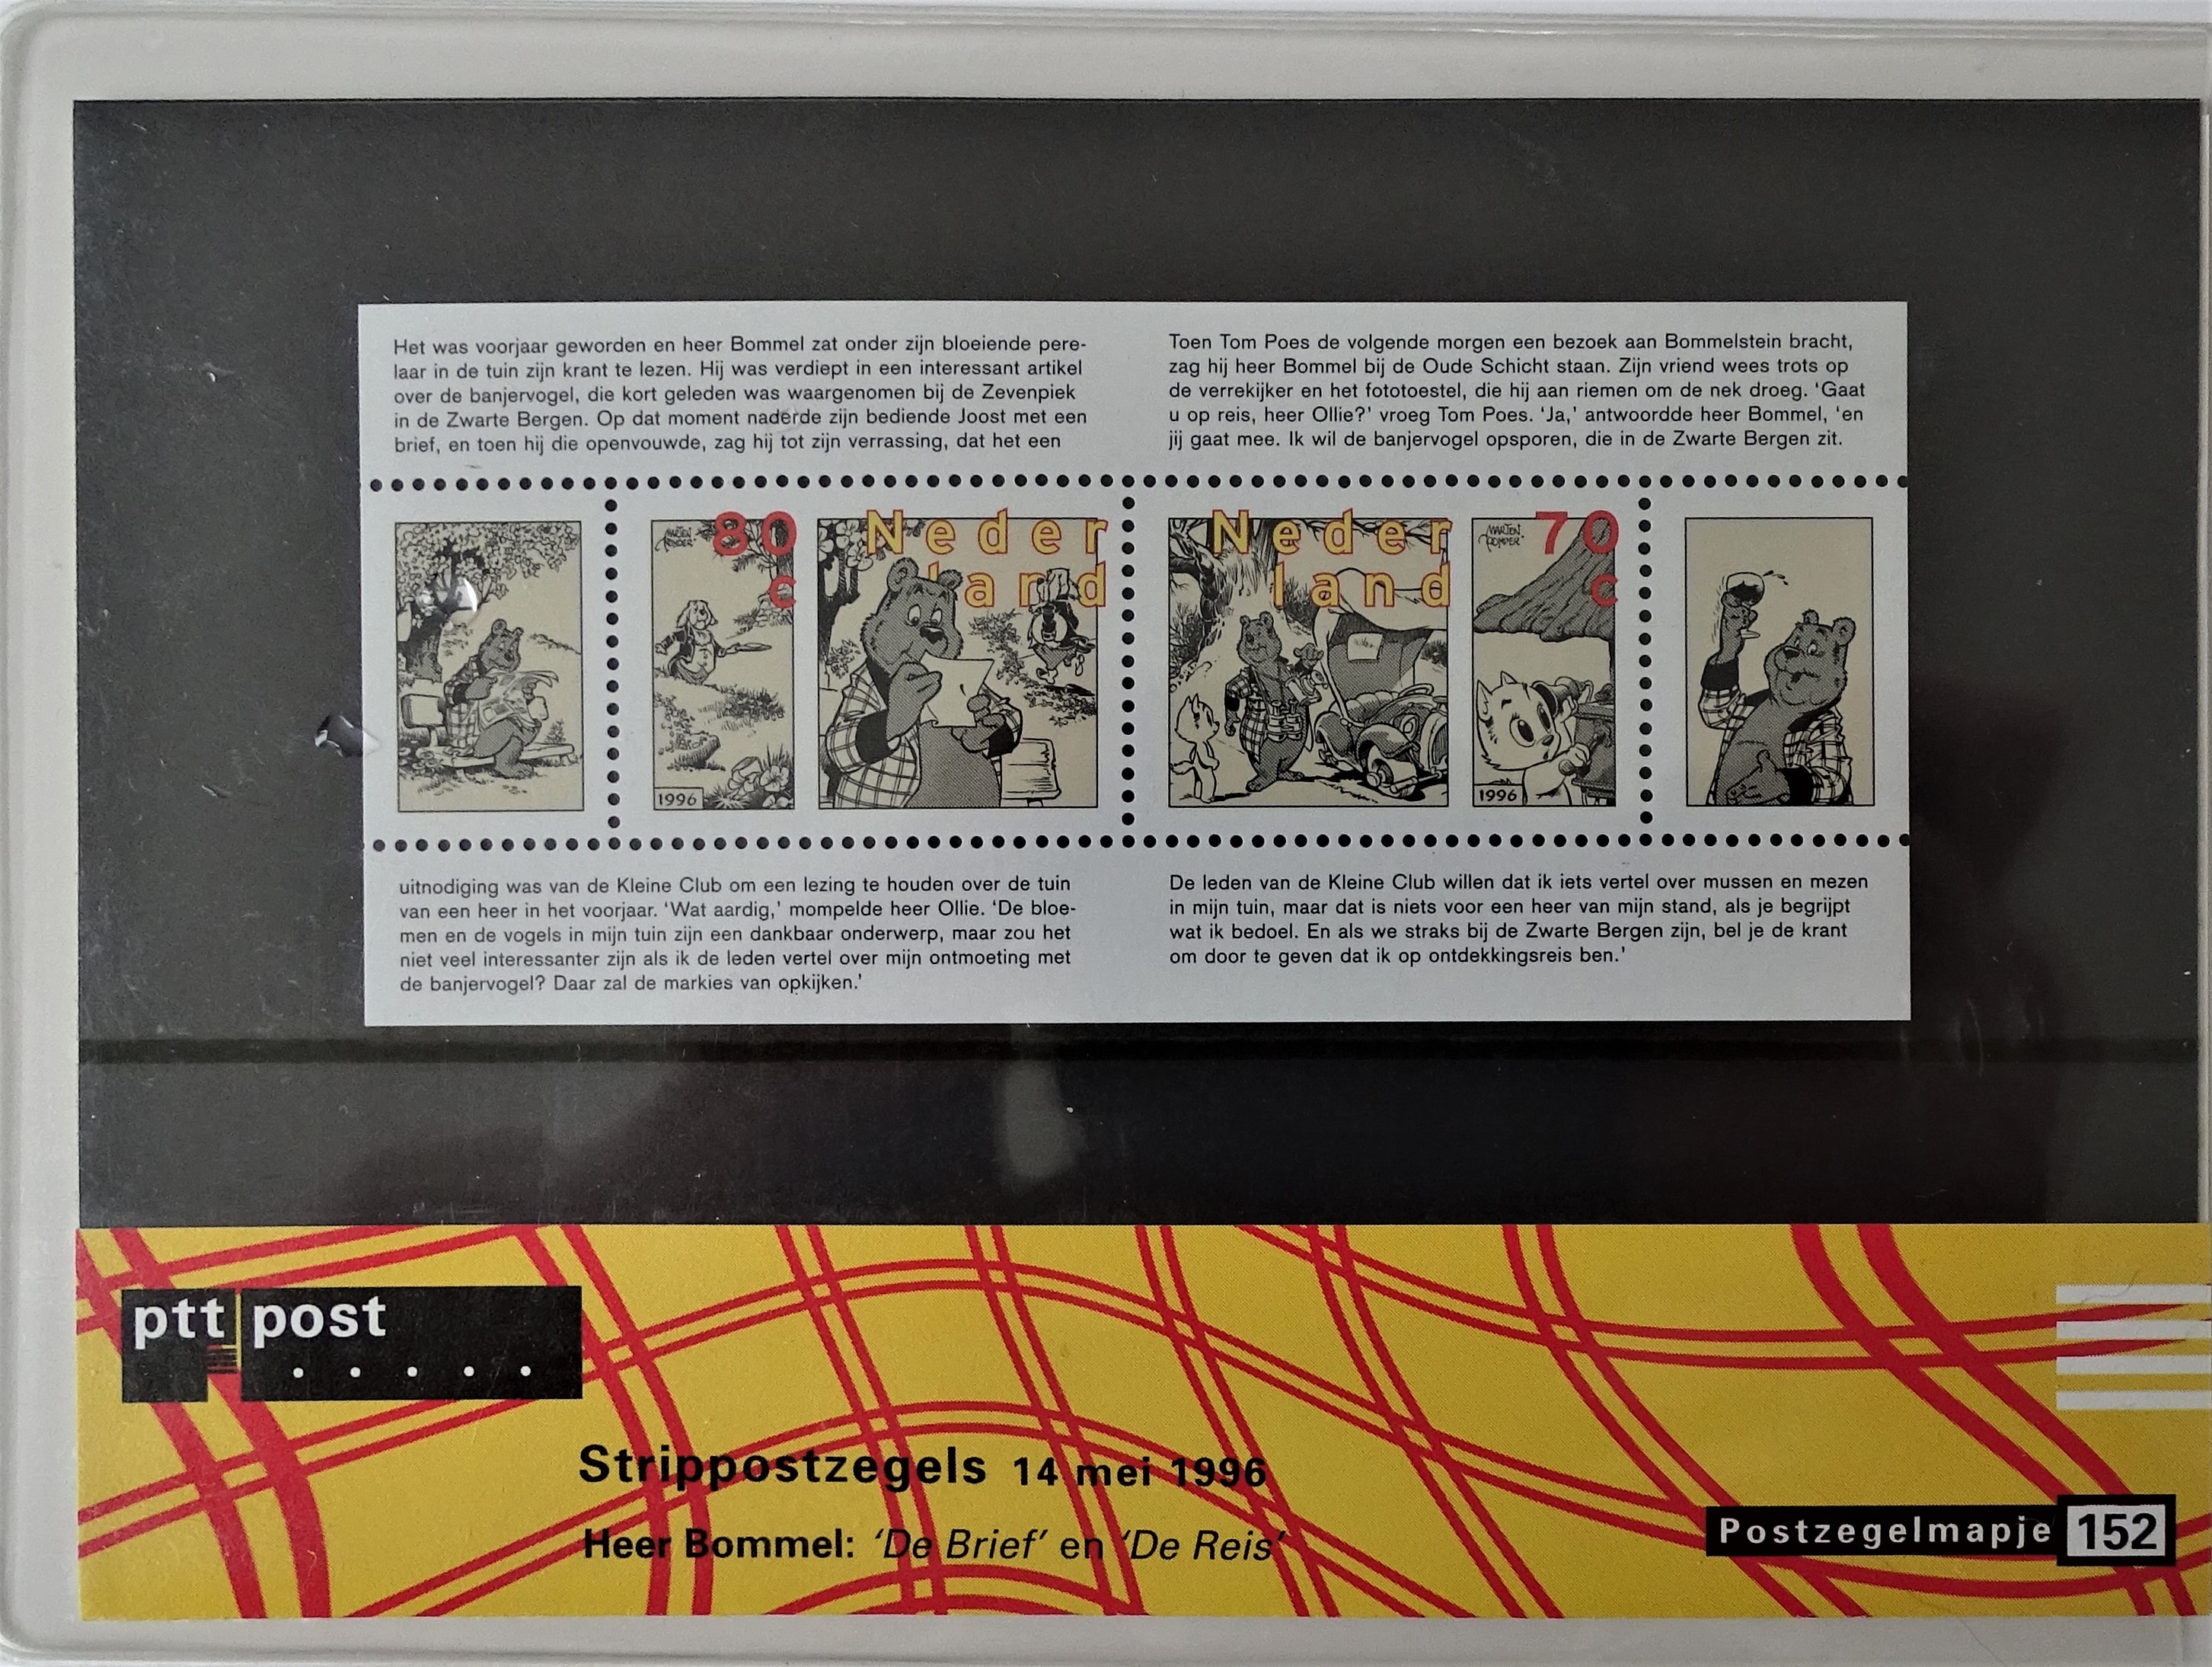 Het was voorjaar geworden en heer Bommel zat onder zijn bloeiende pere-
laar in de tuin zijn krant te lezen. Hij was verdiept in een interessant artikel
over de banjervogel, die kort geleden was waargenomen bij de Zevenpiek
in de Zwarte Bergen. Op dat moment naderde zijn bediende Joost met een
brief, en toen hij die openvouwde, zag hij tot zijn verrassing, dat het een
Toen Tom Poes de volgende morgen een bezoek aan Bommelstein bracht,
zag hij heer Bommel bij de Oude Schicht staan. Zijn vriend wees trots op
de verrekijker en het fototoestel, die hij aan riemen om de nek droeg. ‘Gaat
u op reis, heer Ollie?’ vroeg Tom Poes. ‘Ja,’ antwoordde heer Bommel, ‘en
jij gaat mee. Ik wil de banjervogel opsporen, die in de Zwarte Bergen zit.
MARTEN
TOONDER
80
c
1996
Neder
land
Neder
land
MARTEN
TOONDER
70
c
1996
uitnodiging was van de Kleine Club om een lezing te houden over de tuin
van een heer in het voorjaar. ‘Wat aardig,’ mompelde heer Ollie. ‘De bloe-
men en de vogels in mijn tuin zijn een dankbaar onderwerp, maar zou het
niet veel interessanter zijn als ik de leden vertel over mijn ontmoeting met
de banjervogel? Daar zal de markies van opkijken.’
De leden van de Kleine Club willen dat ik iets vertel over mussen en mezen
in mijn tuin, maar dat is niets voor een heer van mijn stand, als je begrijpt
wat ik bedoel. En als we straks bij de Zwarte Bergen zijn, bel je de krant
om door te geven dat ik op ontdekkingsreis ben.’
ptt post
Strippostzegels 14 mei 1996
Heer Bommel: ‘De Brief’ en ‘De Reis’
Postzegelmapje 152